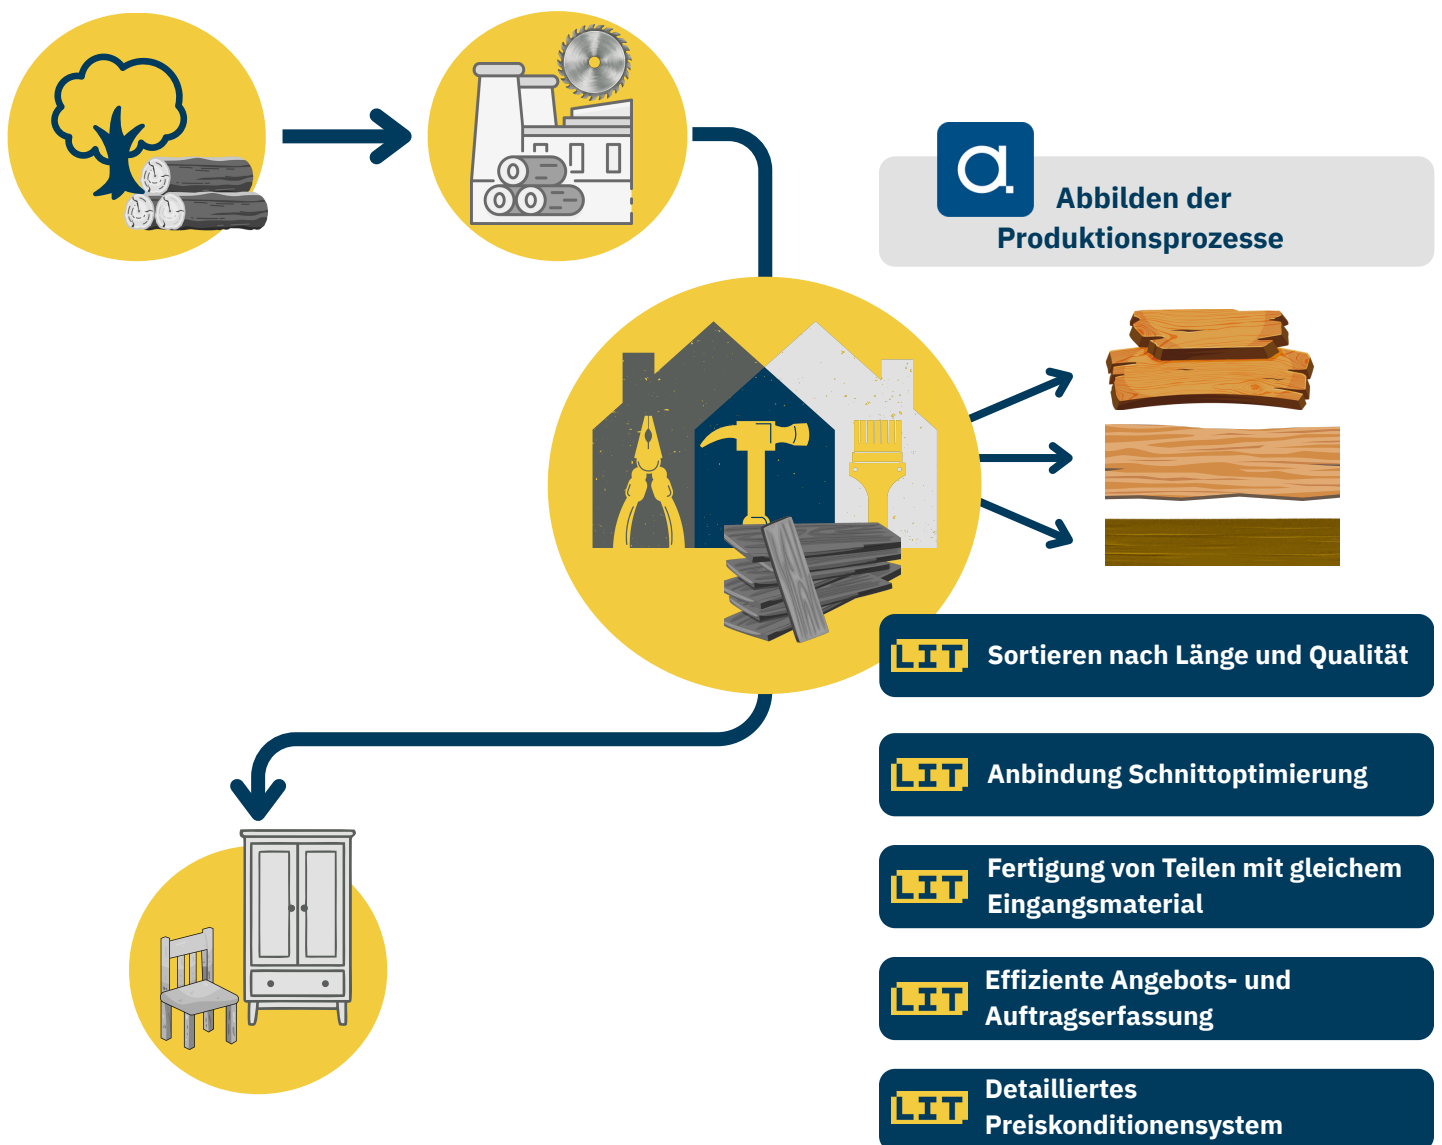 a.
Abbilden der
Produktionsprozesse
LIT Sortieren nach Länge und Qualität
LIT Anbindung Schnittoptimierung
LIT Fertigung von Teilen mit gleichem
Eingangsmaterial
LIT Effiziente Angebots- und
Auftragserfassung
LIT Detailliertes
Preiskonditionensystem